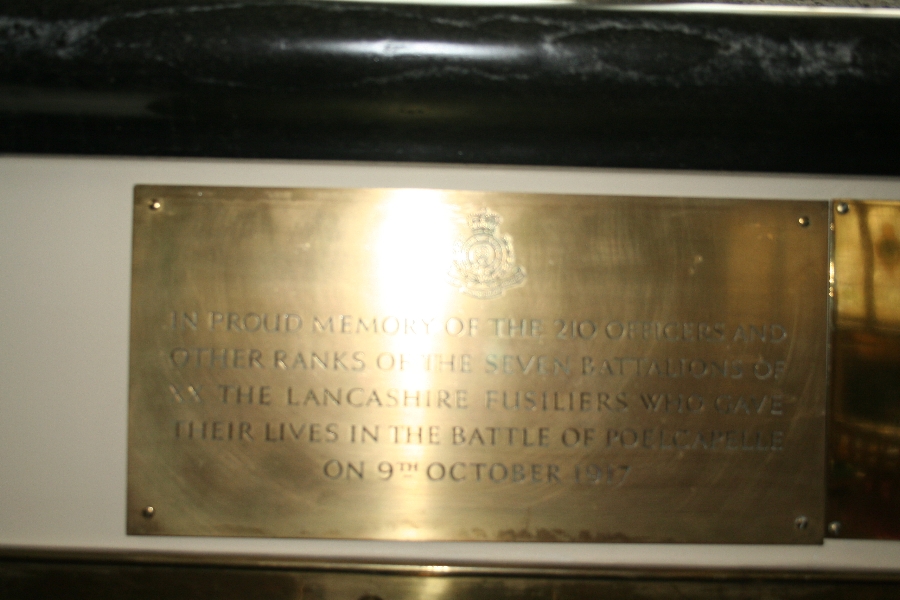 IN PROUD MEMORY OF THE 210 OFFICERS AND
OTHER RANKS OF THE SEVEN BATTALIONS OF
XX THE LANCASHIRE FUSILIERS WHO GAVE
THEIR LIVES IN THE BATTLE OF POELCAPELLE
ON 9TH OCTOBER 1917